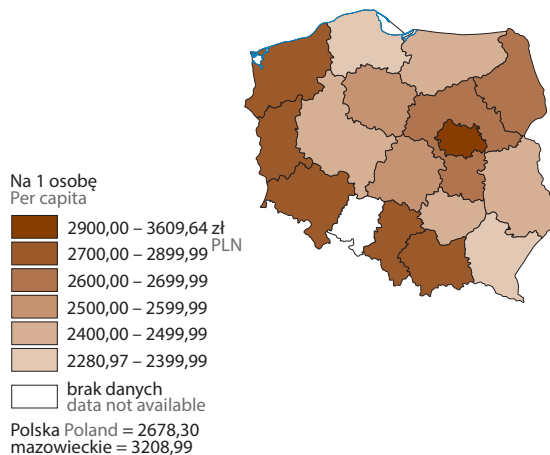 Na 1 osobę
Per capita
2900,00 – 3609,64 zł
PLN
2700,00 – 2899,99
2600,00 – 2699,99
2500,00 – 2599,99
2400,00 – 2499,99
2280,97 – 2399,99
brak danych
data not available
Polska Poland = 2678,30
mazowieckie = 3208,99